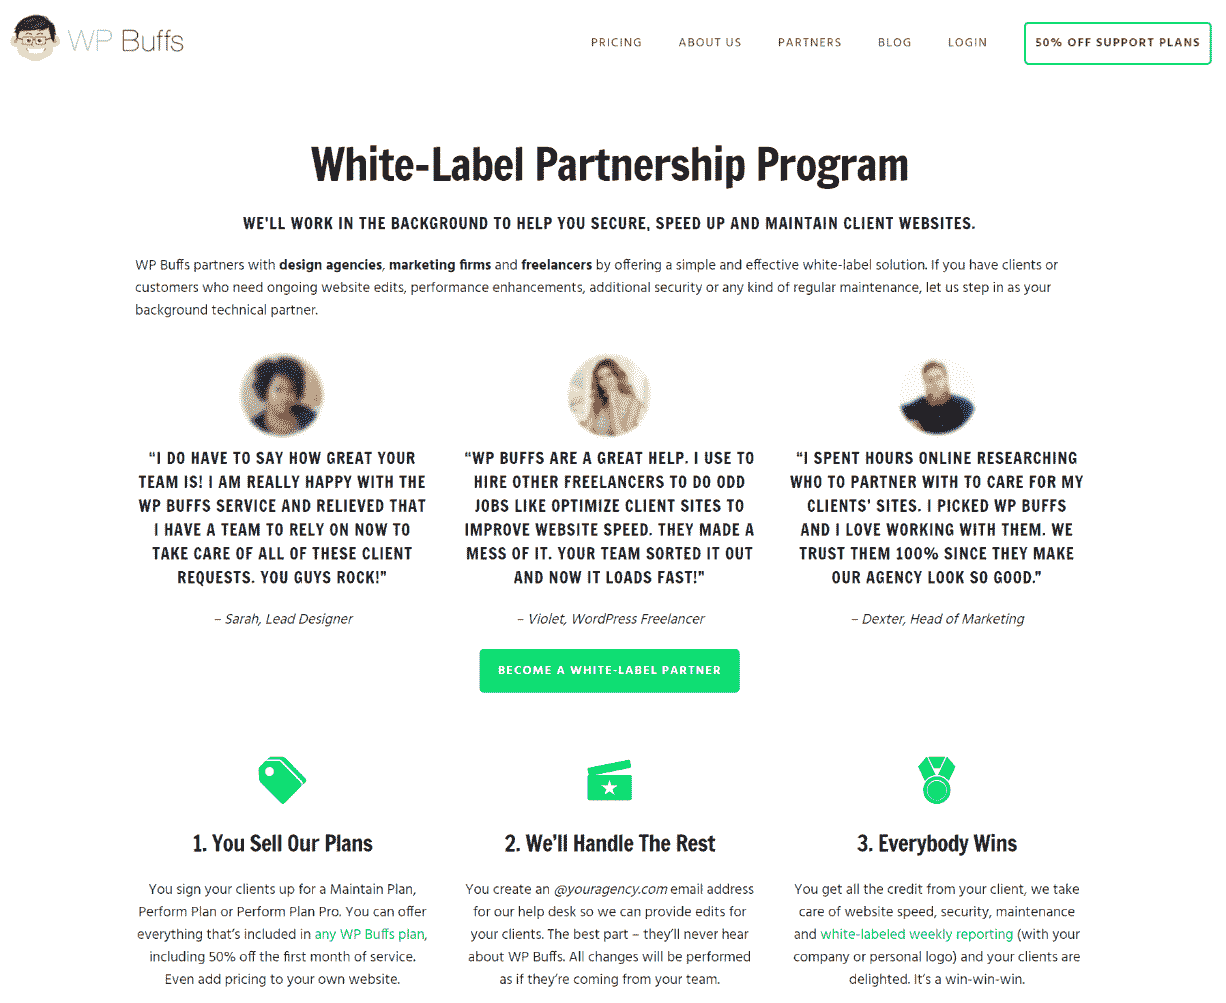 WP Buffs
PRICING
ABOUT US
PARTNERS
BLOG
LOGIN
50% OFF SUPPORT PLANS
White-Label Partnership Program
WE'LL WORK IN THE BACKGROUND TO HELP YOU SECURE, SPEED UP AND MAINTAIN CLIENT WEBSITES.
WP Buffs partners with design agencies, marketing firms and freelancers by offering a simple and effective white-label solution. If you have clients or
customers who need ongoing website edits, performance enhancements, additional security or any kind of regular maintenance, let us step in as your
background technical partner.
“I DO HAVE TO SAY HOW GREAT YOUR
TEAM IS! I AM REALLY HAPPY WITH THE
WP BUFFS SERVICE AND RELIEVED THAT
I HAVE A TEAM TO RELY ON NOW TO
TAKE CARE OF ALL OF THESE CLIENT
REQUESTS. YOU GUYS ROCK!”
– Sarah, Lead Designer
“WP BUFFS ARE A GREAT HELP. I USE TO
HIRE OTHER FREELANCERS TO DO ODD
JOBS LIKE OPTIMIZE CLIENT SITES TO
IMPROVE WEBSITE SPEED. THEY MADE A
MESS OF IT. YOUR TEAM SORTED IT OUT
AND NOW IT LOADS FAST!”
– Violet, WordPress Freelancer
“I SPENT HOURS ONLINE RESEARCHING
WHO TO PARTNER WITH TO CARE FOR MY
CLIENTS’ SITES. I PICKED WP BUFFS
AND I LOVE WORKING WITH THEM. WE
TRUST THEM 100% SINCE THEY MAKE
OUR AGENCY LOOK SO GOOD.”
– Dexter, Head of Marketing
BECOME A WHITE-LABEL PARTNER
1. You Sell Our Plans
You sign your clients up for a Maintain Plan,
Perform Plan or Perform Plan Pro. You can offer
everything that’s included in any WP Buffs plan,
including 50% off the first month of service.
Even add pricing to your own website.
2. We’ll Handle The Rest
You create an @youragency.com email address
for our help desk so we can provide edits for
your clients. The best part – they’ll never hear
about WP Buffs. All changes will be performed
as if they’re coming from your team.
3. Everybody Wins
You get all the credit from your client, we take
care of website speed, security, maintenance
and white-labeled weekly reporting (with your
company or personal logo) and your clients are
delighted. It’s a win-win-win.